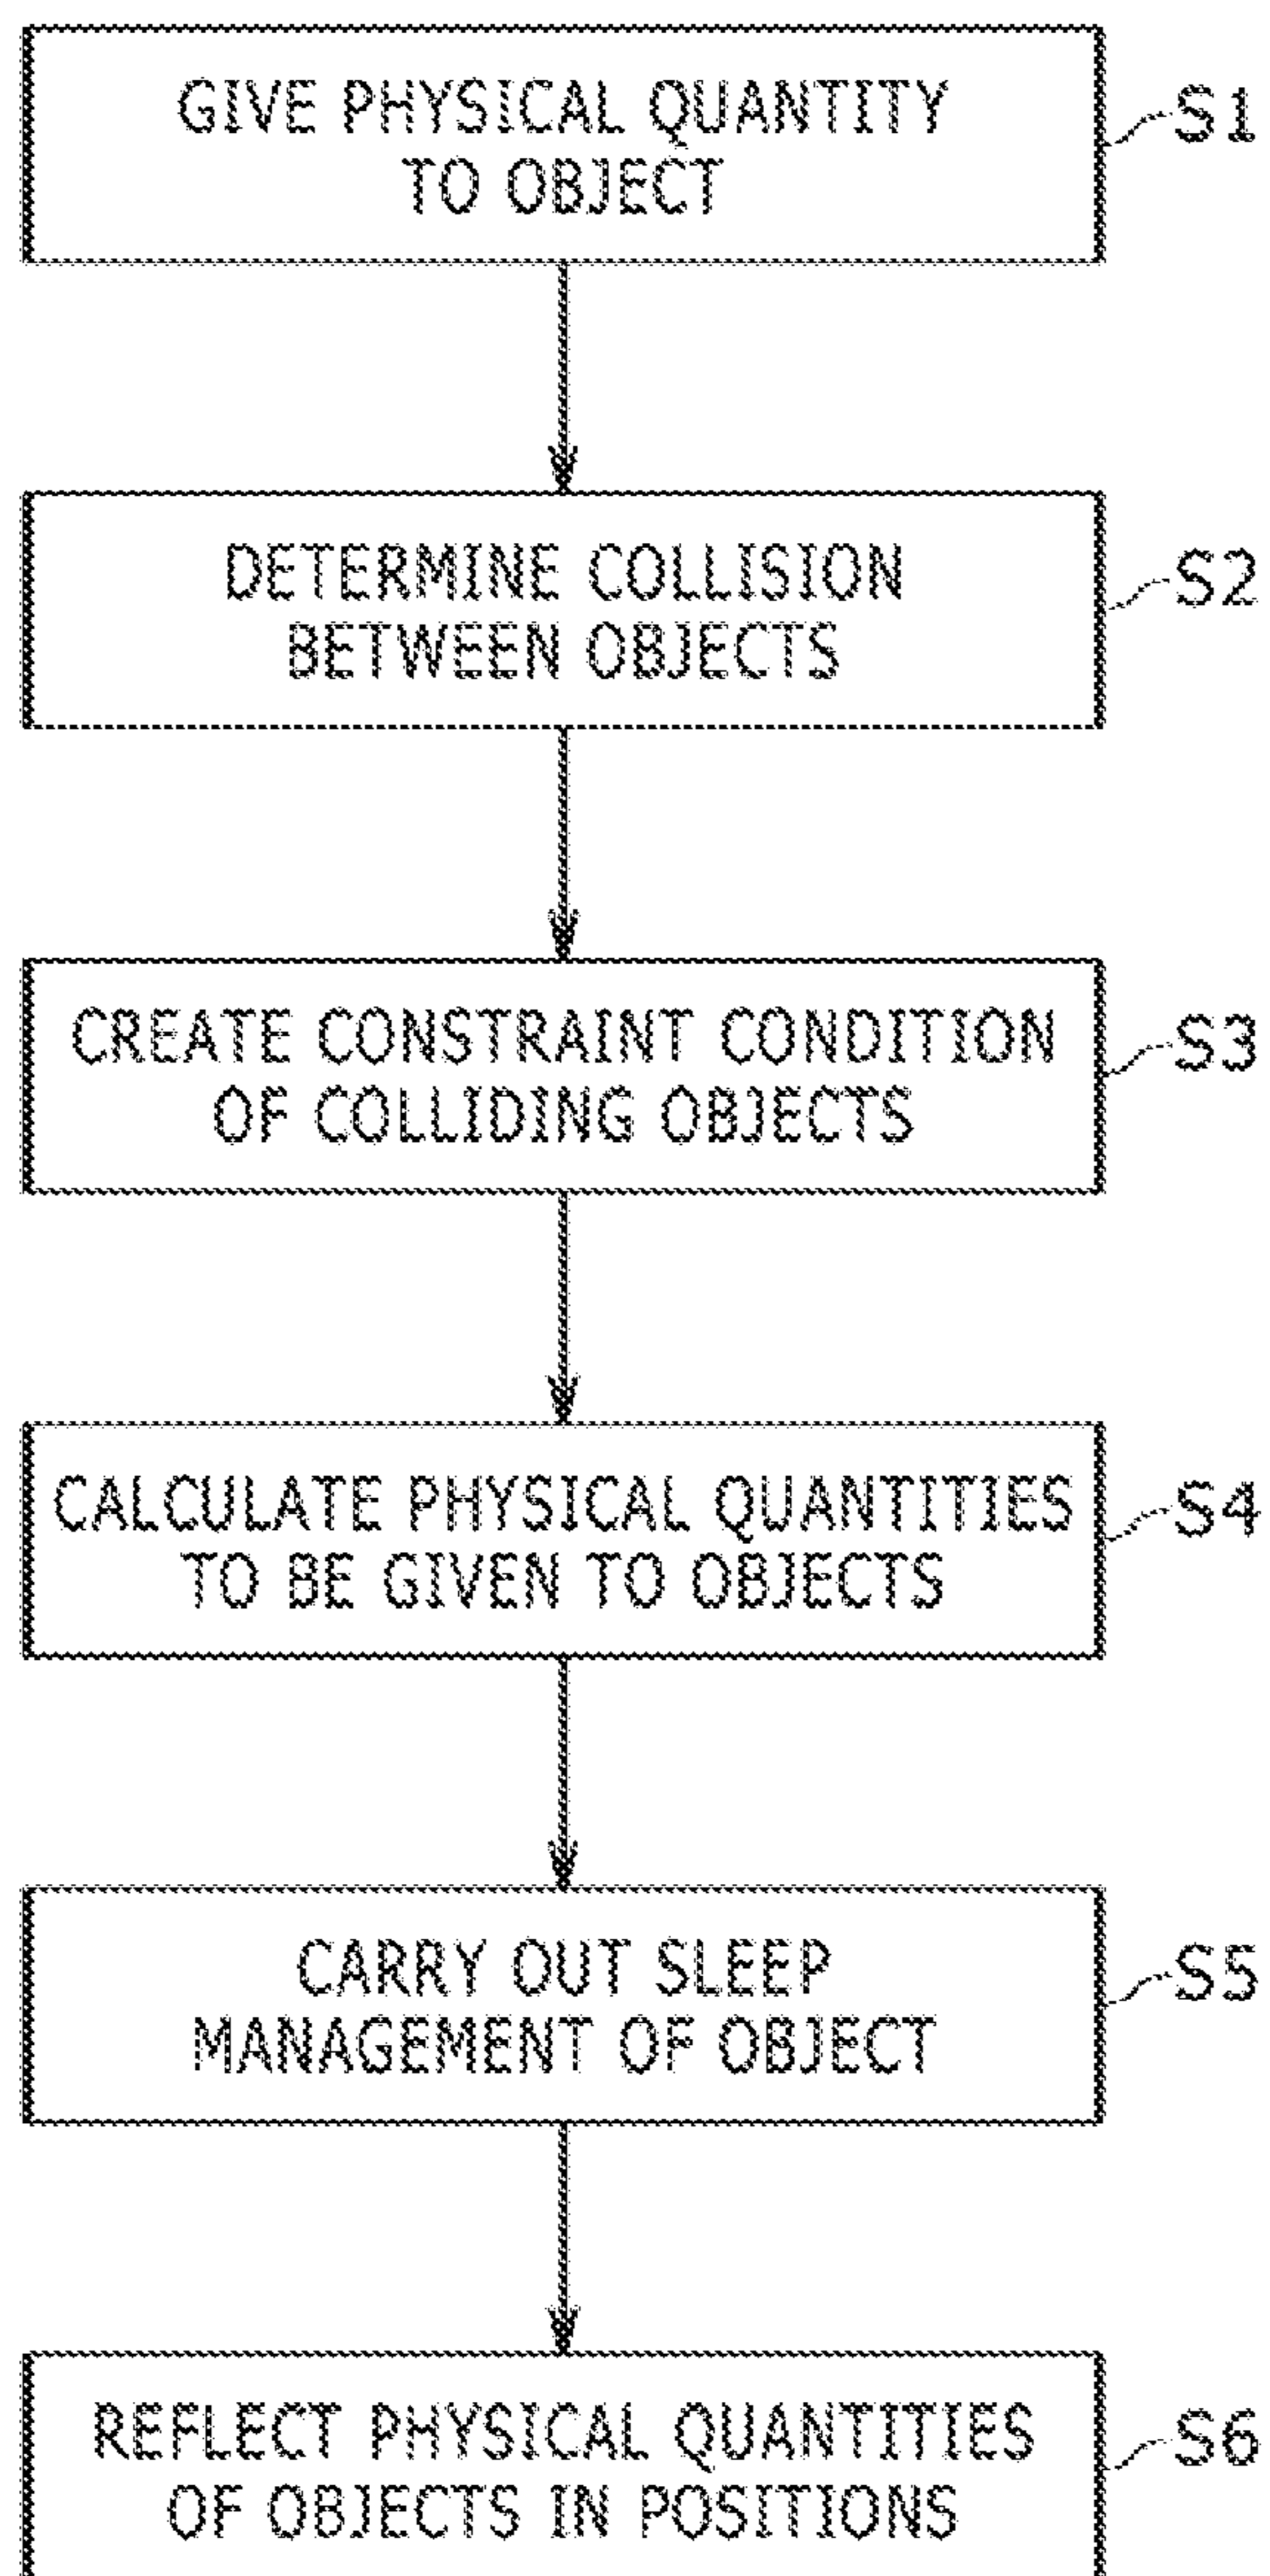 GIVE PHYSICAL QUANTITY
TO OBJECT
S1
DETERMINE COLLISION
BETWEEN OBJECTS
S2
CREATE CONSTRAINT CONDITION
OF COLLIDING OBJECTS
S3
CALCULATE PHYSICAL QUANTITIES
TO BE GIVEN TO OBJECTS
S4
CARRY OUT SLEEP
MANAGEMENT OF OBJECT
S5
REFLECT PHYSICAL QUANTITIES
OF OBJECTS IN POSITIONS
S6